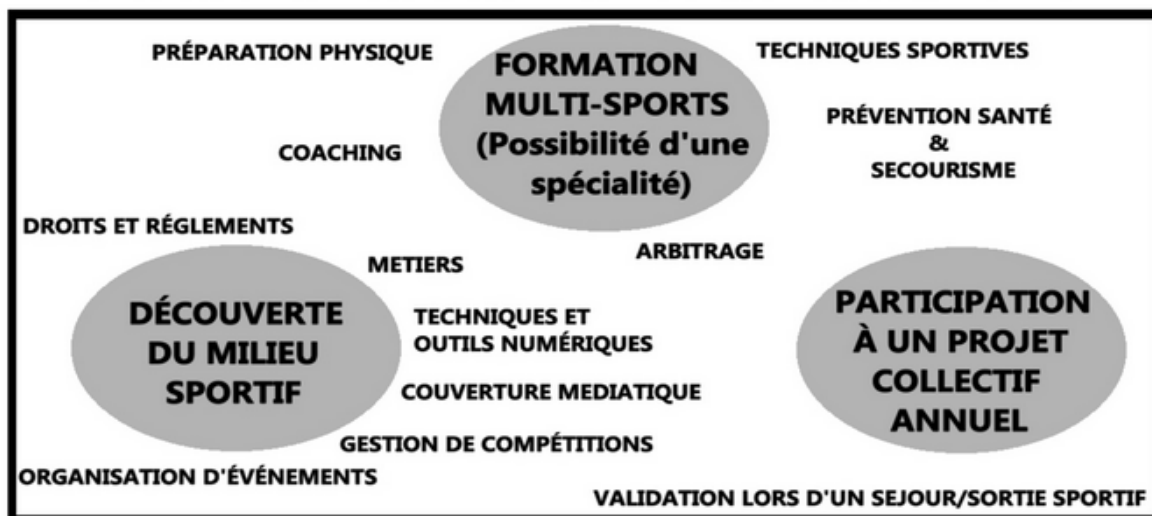 PRÉPARATION PHYSIQUE
FORMATION
MULTI-SPORTS
(Possibilité d'une
spécialité)
TECHNIQUES SPORTIVES
PRÉVENTION SANTÉ
&
SECOURISME
COACHING
DROITS ET RÉGLEMENTS
ARBITRAGE
METIERS
DÉCOUVERTE
DU MILIEU
SPORTIF
TECHNIQUES ET
OUTILS NUMÉRIQUES
COUVERTURE MEDIATIQUE
GESTION DE COMPÉTITIONS
ORGANISATION D'ÉVÉNEMENTS
PARTICIPATION
À UN PROJET
COLLECTIF
ANNUEL
VALIDATION LORS D'UN SEJOUR/SORTIE SPORTIF